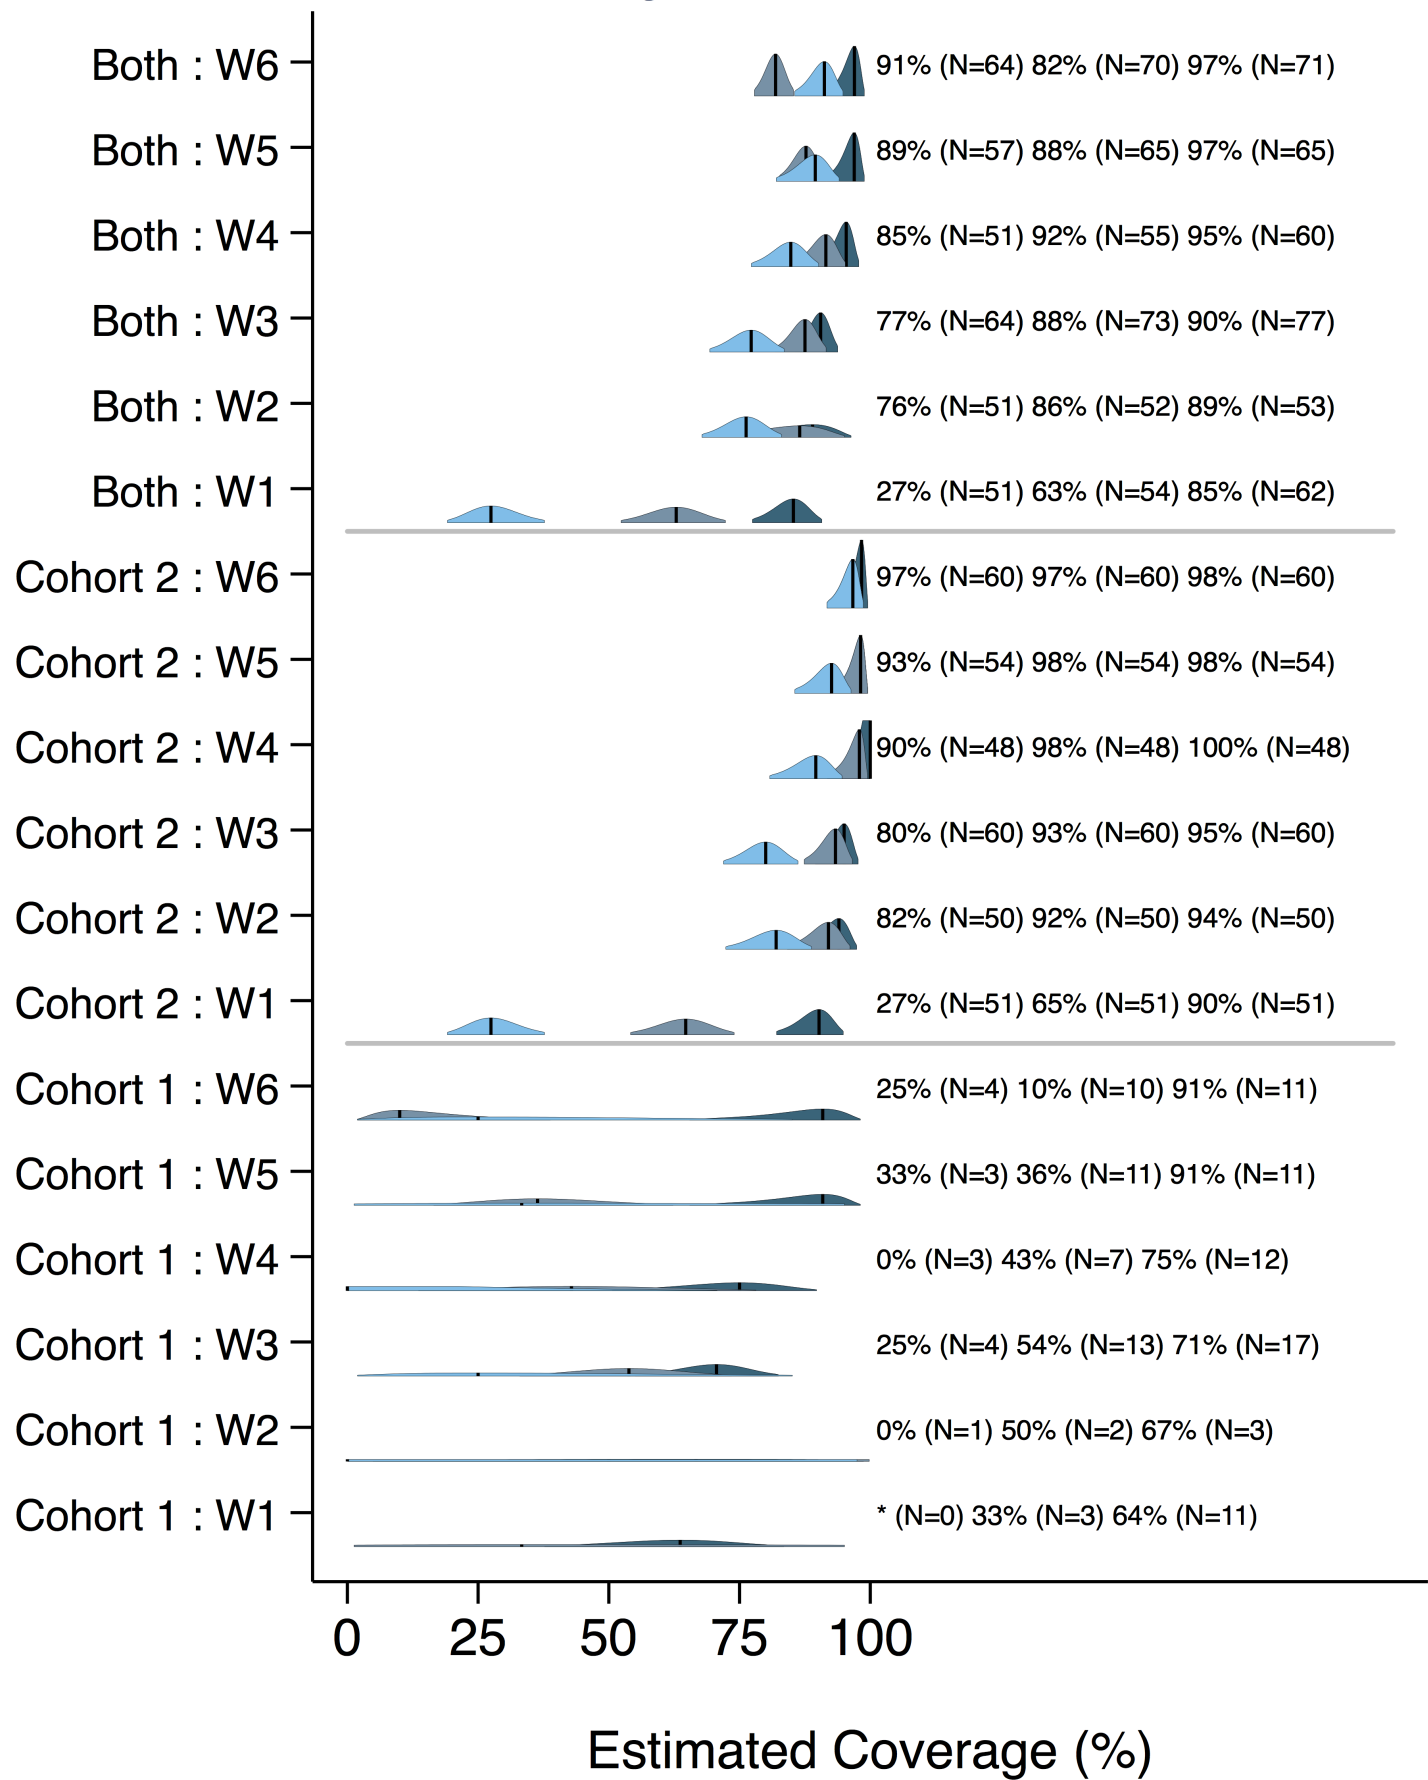 Both : W6 91% (N=64) 82% (N=70) 97% (N=71)
Both : W5 89% (N=57) 88% (N=65) 97% (N=65)
Both : W4 85% (N=51) 92% (N=55) 95% (N=60)
Both : W3 77% (N=64) 88% (N=73) 90% (N=77)
Both : W2 76% (N=51) 86% (N=52) 89% (N=53)
Both : W1 27% (N=51) 63% (N=54) 85% (N=62)
Cohort 2 : W6 97% (N=60) 97% (N=60) 98% (N=60)
Cohort 2 : W5 93% (N=54) 98% (N=54) 98% (N=54)
Cohort 2 : W4 90% (N=48) 98% (N=48) 100% (N=48)
Cohort 2 : W3 80% (N=60) 93% (N=60) 95% (N=60)
Cohort 2 : W2 82% (N=50) 92% (N=50) 94% (N=50)
Cohort 2 : W1 27% (N=51) 65% (N=51) 90% (N=51)
Cohort 1 : W6 25% (N=4) 10% (N=10) 91% (N=11)
Cohort 1 : W5 33% (N=3) 36% (N=11) 91% (N=11)
Cohort 1 : W4 0% (N=3) 43% (N=7) 75% (N=12)
Cohort 1 : W3 25% (N=4) 54% (N=13) 71% (N=17)
Cohort 1 : W2 0% (N=1) 50% (N=2) 67% (N=3)
Cohort 1 : W1 * (N=0) 33% (N=3) 64% (N=11)
0 25 50 75 100
Estimated Coverage (%)